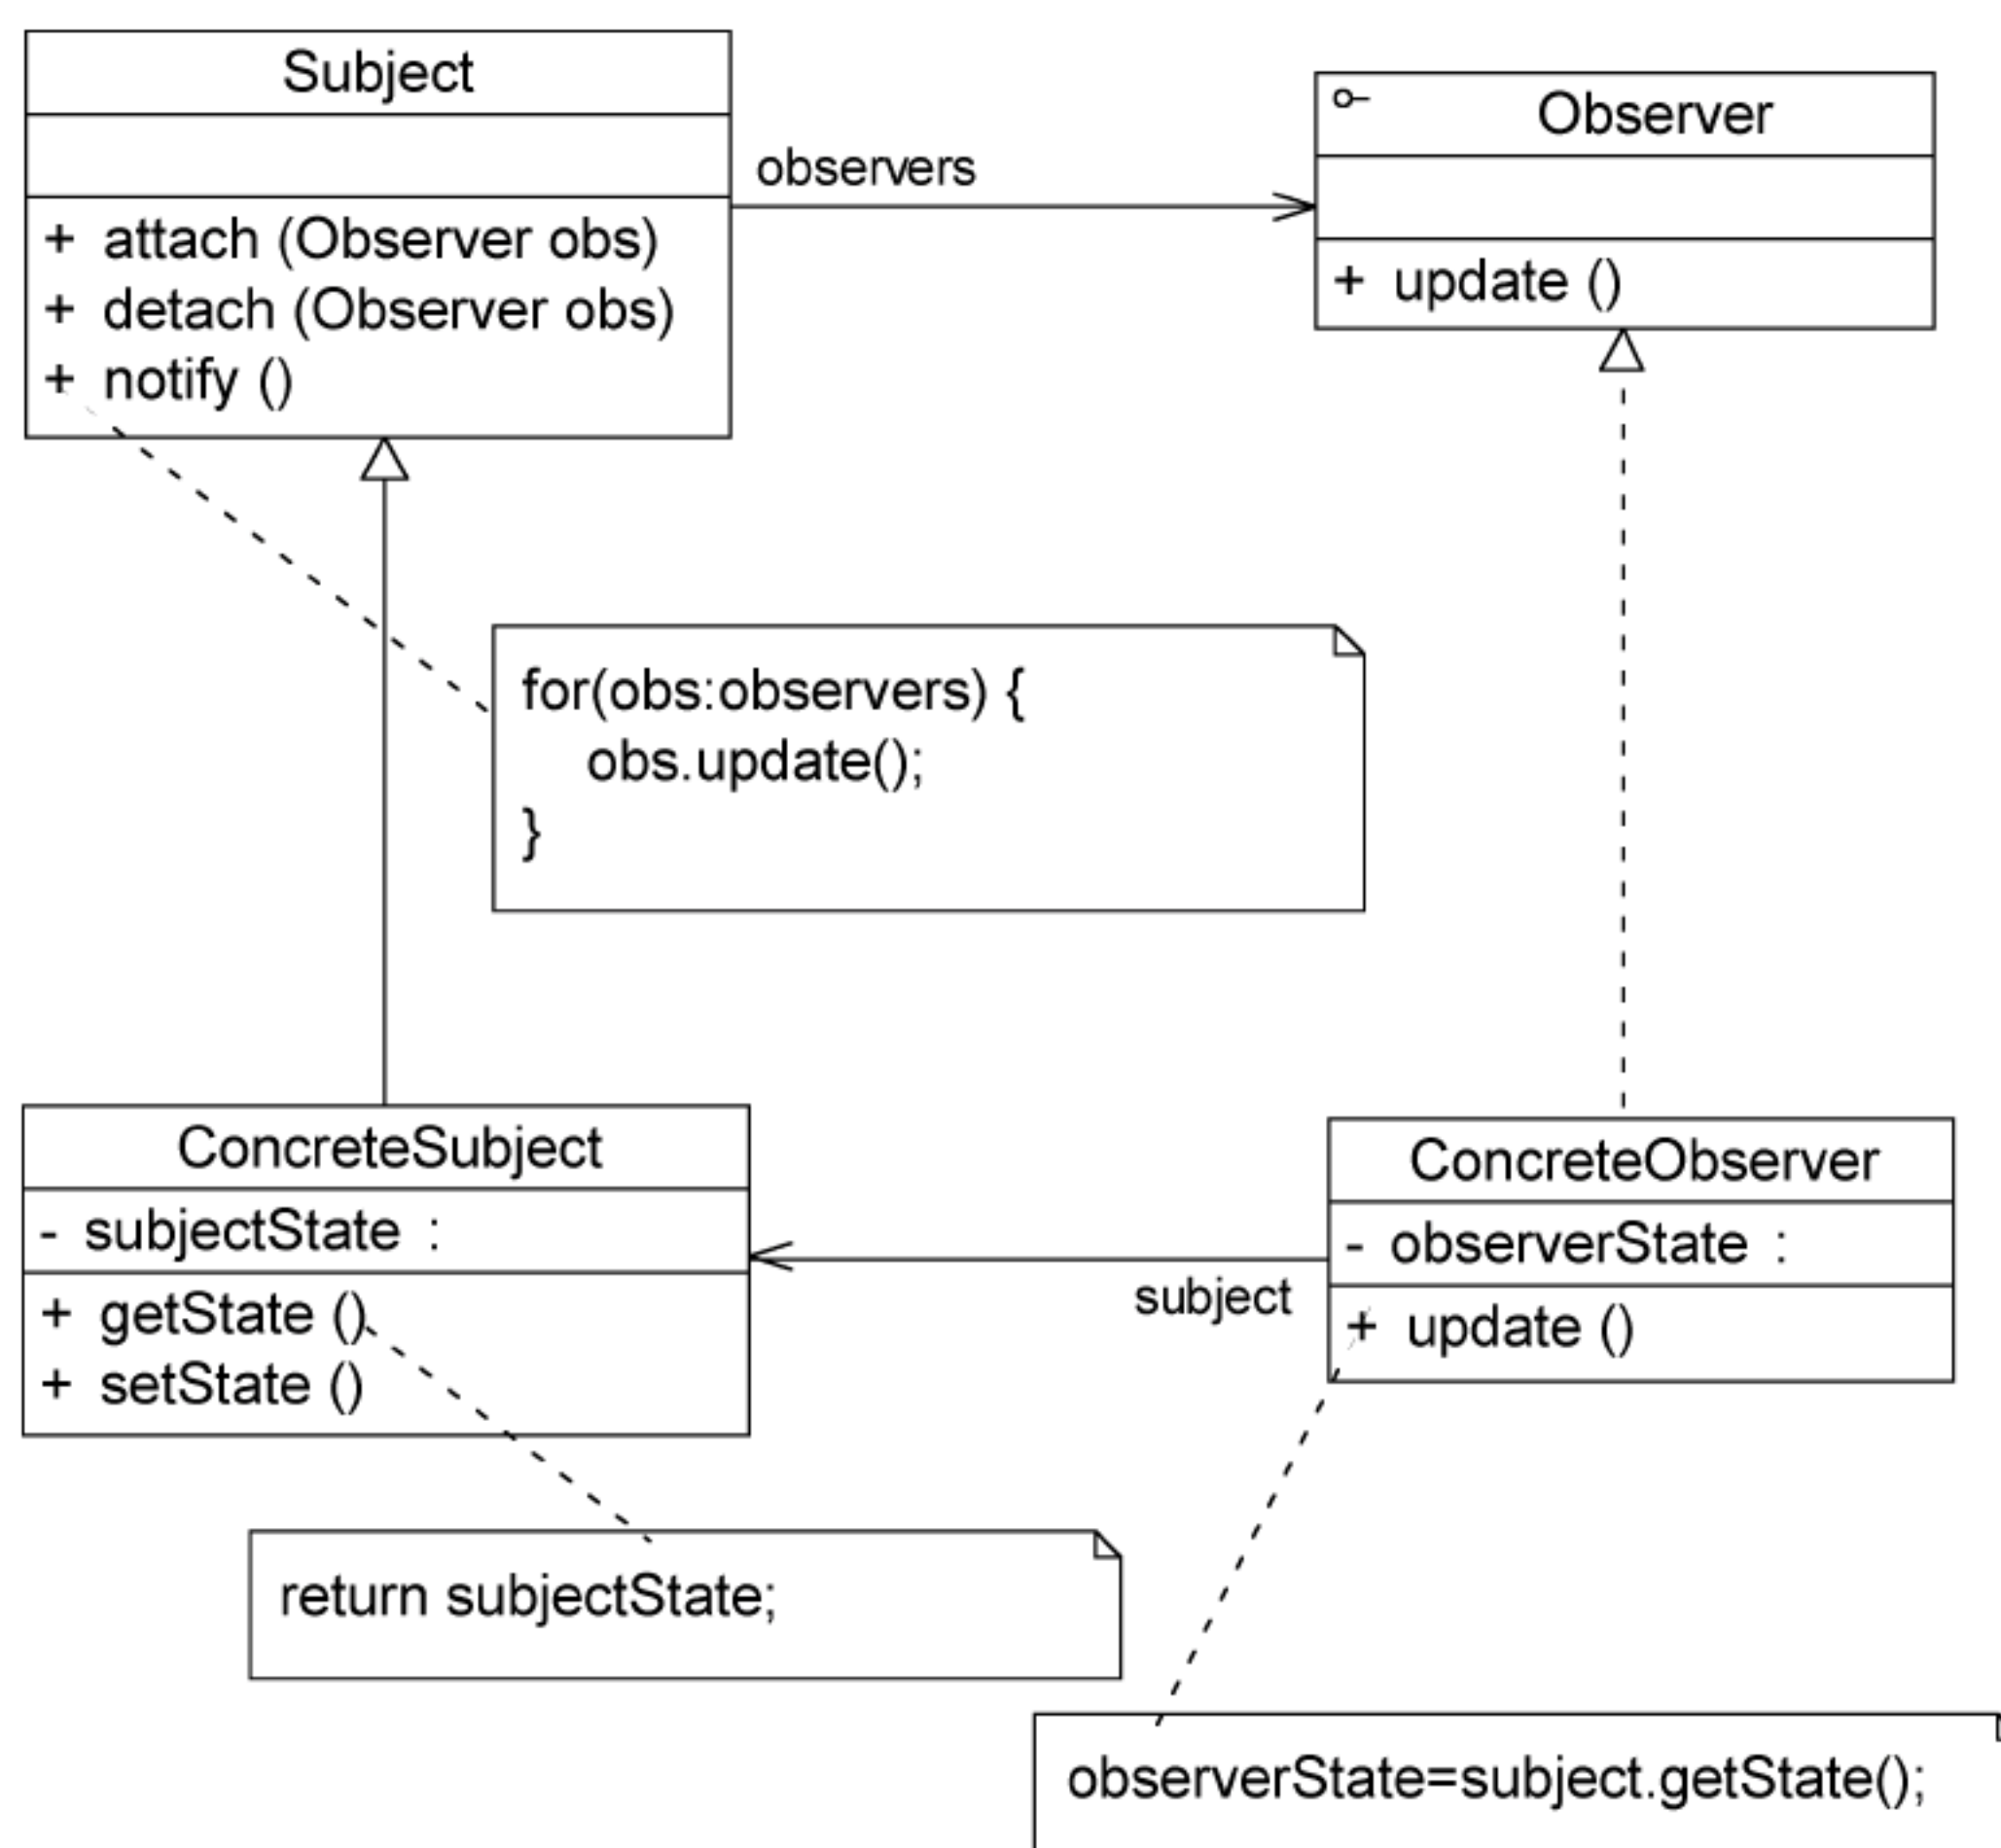 Subject
+ attach (Observer obs)
+ detach (Observer obs)
+ notify ()
observers
Observer
+ update ()
for(obs:observers) {
obs.update();
}
ConcreteSubject
- subjectState :
+ getState ()
+ setState ()
subject
ConcreteObserver
- observerState :
+ update ()
return subjectState;
observerState=subject.getState();